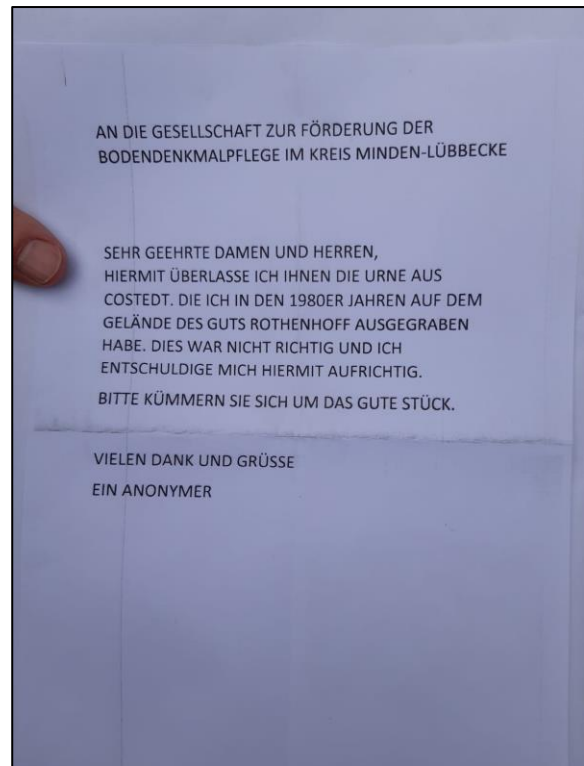 AN DIE GESELLSCHAFT ZUR FÖRDERUNG DER
BODENDENKMALPFLEGE IM KREIS MINDEN-LÜBBECKE
SEHR GEEHRTE DAMEN UND HERREN,
HIERMIT ÜBERLASSE ICH IHNEN DIE URNE AUS
COSTEDT. DIE ICH IN DEN 1980ER JAHREN AUF DEM
GELÄNDE DES GUTS ROTHENHOFF AUSGEGRABEN
HABE. DIES WAR NICHT RICHTIG UND ICH
ENTSCHULDIGE MICH HIERMIT AUFRICHTIG.
BITTE KÜMMERN SIE SICH UM DAS GUTE STÜCK.
VIELEN DANK UND GRÜSSE
EIN ANONYMER